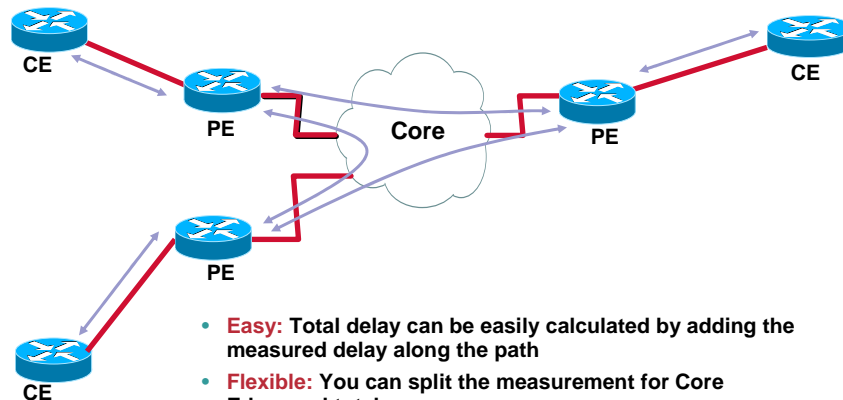 CE
CE
PE
Core
PE
PE
• Easy: Total delay can be easily calculated by adding the
measured delay along the path
• Flexible: You can split the measurement for Core
CE